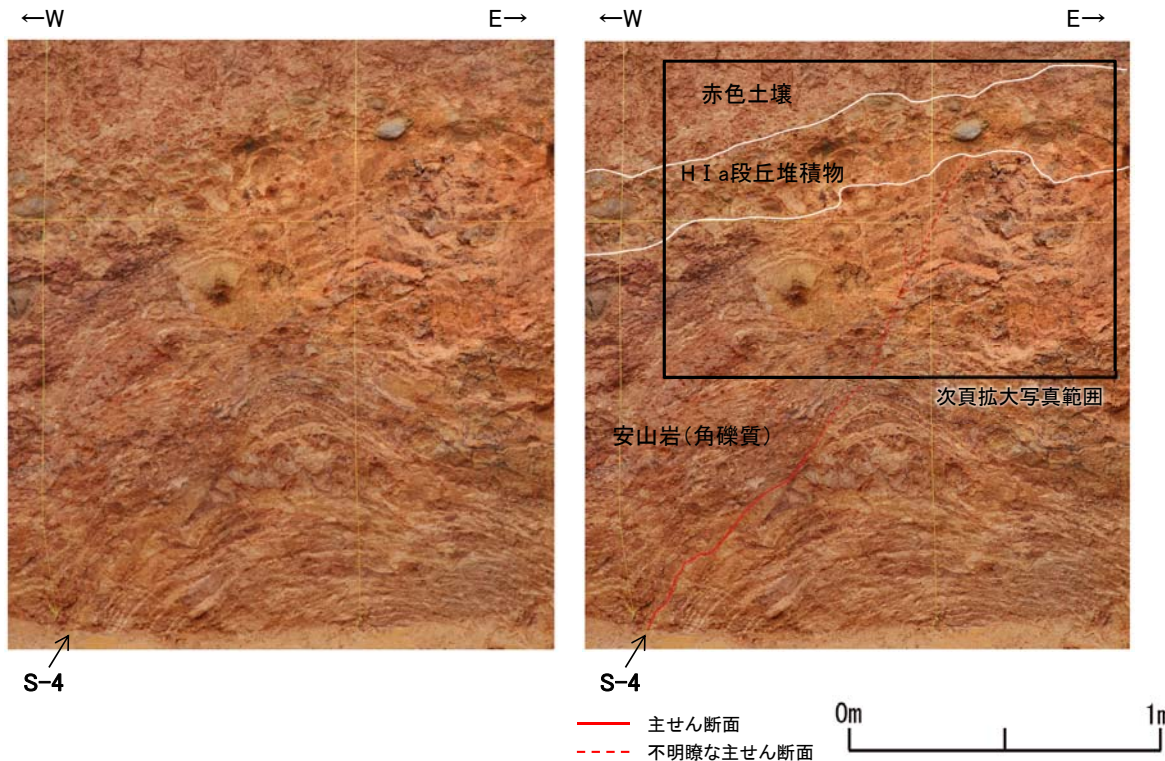 ←W
E→
←W
E→
赤色土壌
HⅠa段丘堆積物
次頁拡大写真範囲
安山岩(角礫質)
S-4
S-4
主せん断面
不明瞭な主せん断面
0m
1m